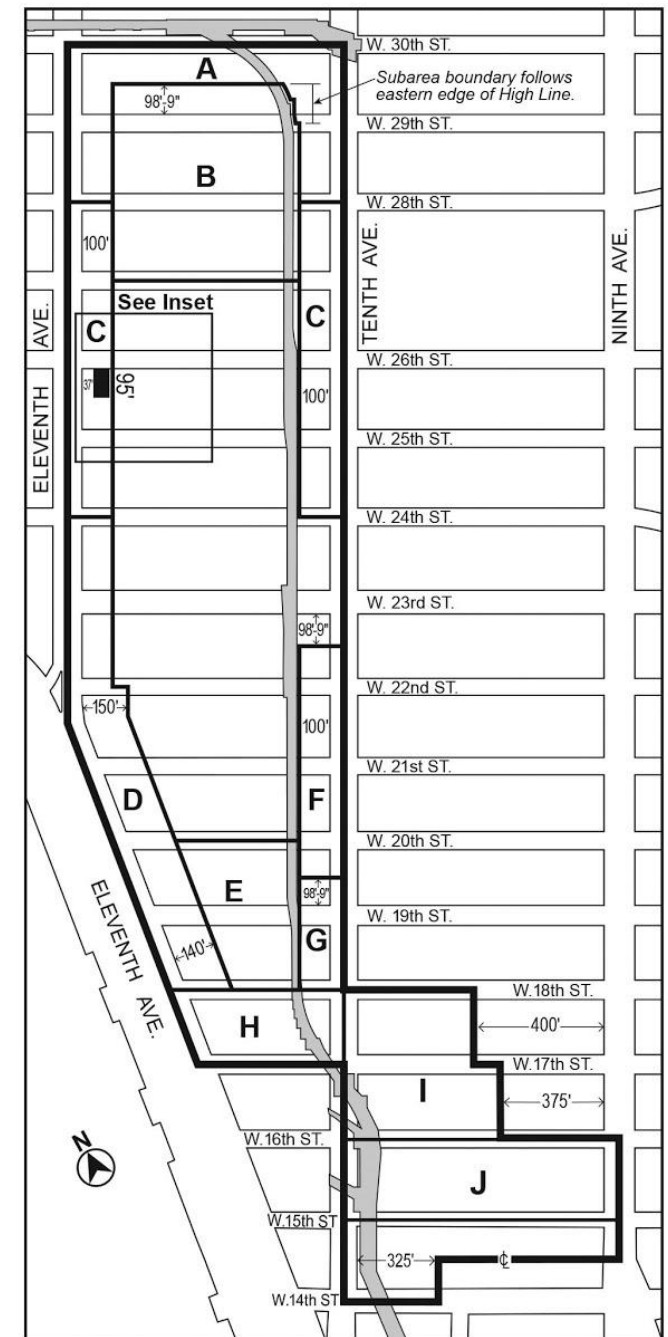 W. 30th ST.
A
Subarea boundary follows
eastern edge of High Line.
98'-9"
W. 29th ST.
B
W. 28th ST.
100'
TENTH AVE.
NINTH AVE.
See Inset
C
C
ELEVENTH AVE.
W. 26th ST.
37'
95'
100'
W. 25th ST.
W. 24th ST.
W. 23rd ST.
98'-9"
W. 22nd ST.
150'
100'
W. 21st ST.
D
F
W. 20th ST.
E
98'-9"
W. 19th ST.
G
140'
ELEVENTH AVE.
W.18th ST.
H
400'
W.17th ST.
I
375'
N
W.16th ST.
J
W.15th ST
325'
℄
W.14th ST